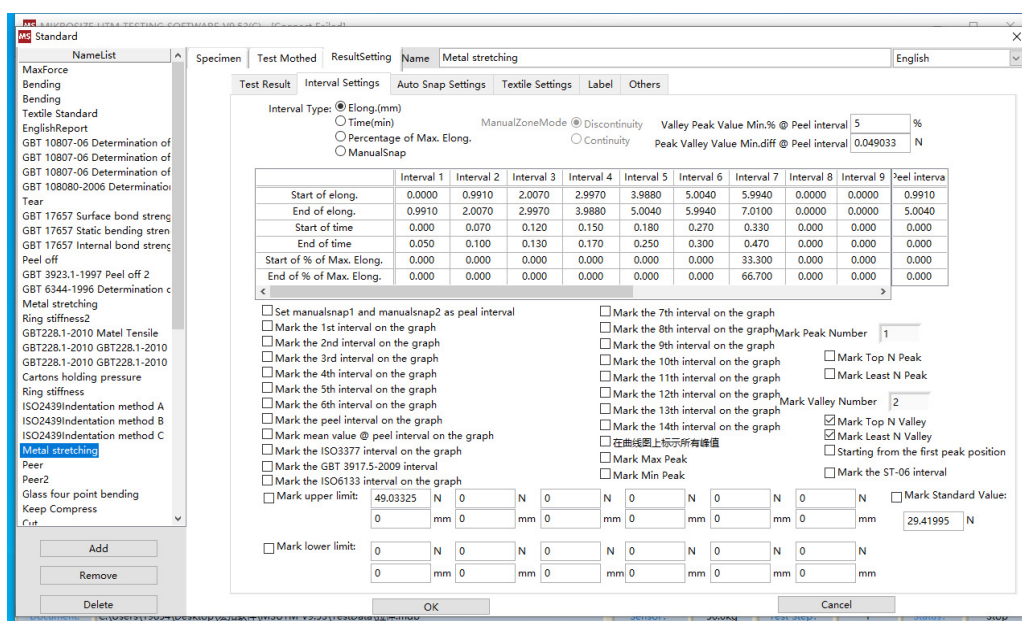 MS MIKROSIZE UTM TESTING SOFTWARE V9.53(C) [Connect Failed]
MS Standard
NameList
MaxForce
Bending
Bending
Textile Standard
EnglishReport
GBT 10807-06 Determination of
GBT 10807-06 Determination of
GBT 10807-06 Determination of
GBT 108080-2006 Determination
Tear
GBT 17657 Surface bond streng
GBT 17657 Static bending stren
GBT 17657 Internal bond streng
Peel off
GBT 3923.1-1997 Peel off 2
GBT 6344-1996 Determination c
Metal stretching
Ring stiffness2
GBT228.1-2010 Matel Tensile
GBT228.1-2010 GBT228.1-2010
GBT228.1-2010 GBT228.1-2010
Cartons holding pressure
Ring stiffness
ISO2439Indentation method A
ISO2439Indentation method B
ISO2439Indentation method C
Metal stretching
Peer
Peer2
Glass four point bending
Keep Compress
Cut
Add
Remove
Delete
Specimen Test Mothed ResultSetting Name Metal stretching English
Test Result Interval Settings Auto Snap Settings Textile Settings Label Others
Interval Type: Elong.(mm)
Time(min)
Percentage of Max. Elong.
ManualSnap
ManualZoneMode Discontinuity
Continuity
Valley Peak Value Min.% @ Peel interval 5 %
Peak Valley Value Min.diff @ Peel interval 0.049033 N
Interval 1 Interval 2 Interval 3 Interval 4 Interval 5 Interval 6 Interval 7 Interval 8 Interval 9 Peel interva
Start of elong. 0.0000 0.9910 2.0070 2.9970 3.9880 5.0040 5.9940 0.0000 0.0000 0.9910
End of elong. 0.9910 2.0070 2.9970 3.9880 5.0040 5.9940 7.0100 0.0000 0.0000 5.0040
Start of time 0.000 0.070 0.120 0.150 0.180 0.270 0.330 0.000 0.000 0.000
End of time 0.050 0.100 0.130 0.170 0.250 0.300 0.470 0.000 0.000 0.000
Start of % of Max. Elong. 0.000 0.000 0.000 0.000 0.000 0.000 33.300 0.000 0.000 0.000
End of % of Max. Elong. 0.000 0.000 0.000 0.000 0.000 0.000 66.700 0.000 0.000 0.000
Set manualsnap1 and manualsnap2 as peal interval
Mark the 1st interval on the graph
Mark the 2nd interval on the graph
Mark the 3rd interval on the graph
Mark the 4th interval on the graph
Mark the 5th interval on the graph
Mark the 6th interval on the graph
Mark the peel interval on the graph
Mark mean value @ peel interval on the graph
Mark the ISO3377 interval on the graph
Mark the GBT 3917.5-2009 interval
Mark the ISO6133 interval on the graph
Mark the 7th interval on the graph
Mark the 8th interval on the graph
Mark the 9th interval on the graph
Mark the 10th interval on the graph
Mark the 11th interval on the graph
Mark the 12th interval on the graph
Mark the 13th interval on the graph
Mark the 14th interval on the graph
在曲线图上标示所有峰值
Mark Max Peak
Mark Min Peak
Mark Peak Number 1
Mark Top N Peak
Mark Least N Peak
Mark Valley Number 2
Mark Top N Valley
Mark Least N Valley
Starting from the first peak position
Mark the ST-06 interval
Mark upper limit: 49.03325 N 0 N 0 N 0 N 0 N 0 N
0 mm 0 mm 0 mm 0 mm 0 mm 0 mm
Mark Standard Value:
29.41995 N
Mark lower limit: 0 N 0 N 0 N 0 N 0 N 0 N
0 mm 0 mm 0 mm 0 mm 0 mm 0 mm
OK Cancel